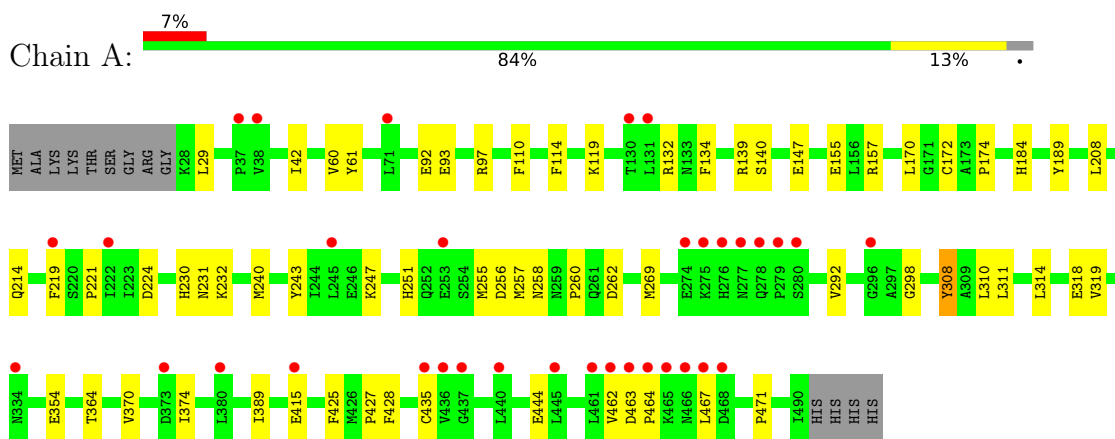 7%
Chain A:
84% 13% •
MET ALA LYS LYS THR SER GLY ARG GLY K28 L29 P37 V38 I42 V60 Y61 L71 E92 E93 R97 F110 F114 K119 T130 L131 R132 N133 F134 R139 S140 E147 E155 L156 R157 L170 G171 C172 A173 P174 H184 Y189 L208
Q214 F219 S220 P221 I222 I223 D224 H230 N231 K232 M240 Y243 I244 L245 E246 K247 H251 Q252 E253 S254 M255 D256 M257 N258 N259 P260 Q261 D262 M269 E274 K275 H276 N277 Q278 P279 S280 V292 G296 A297 G298 Y308 A309 L310 L311 L314 E318 V319
N334 E354 T364 V370 D373 I374 L380 I389 E415 F425 M426 P427 F428 C435 V436 G437 L440 E444 L445 L461 V462 D463 P464 K465 N466 L467 D468 P471 I490 HIS HIS HIS HIS